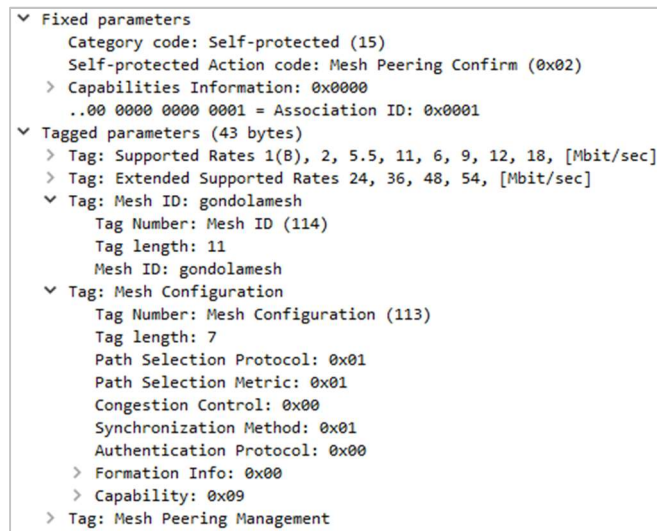 Fixed parameters
Category code: Self-protected (15)
Self-protected Action code: Mesh Peering Confirm (0x02)
Capabilities Information: 0x0000
..00 0000 0000 0001 = Association ID: 0x0001
Tagged parameters (43 bytes)
Tag: Supported Rates 1(B), 2, 5.5, 11, 6, 9, 12, 18, [Mbit/sec]
Tag: Extended Supported Rates 24, 36, 48, 54, [Mbit/sec]
Tag: Mesh ID: gondolamesh
Tag Number: Mesh ID (114)
Tag length: 11
Mesh ID: gondolamesh
Tag: Mesh Configuration
Tag Number: Mesh Configuration (113)
Tag length: 7
Path Selection Protocol: 0x01
Path Selection Metric: 0x01
Congestion Control: 0x00
Synchronization Method: 0x01
Authentication Protocol: 0x00
Formation Info: 0x00
Capability: 0x09
Tag: Mesh Peering Management